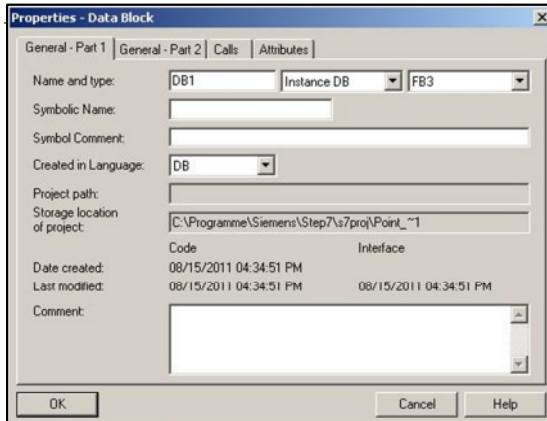 Properties - Data Block
General - Part 1 General - Part 2 Calls Attributes
Name and type: DB1 Instance DB FB3
Symbolic Name:
Symbol Comment:
Created in Language: DB
Project path:
Storage location
of project: C:\Programme\Siemens\Step7\s7proj\Point_~1
Code Interface
Date created: 08/15/2011 04:34:51 PM
Last modified: 08/15/2011 04:34:51 PM 08/15/2011 04:34:51 PM
Comment:
OK Cancel Help